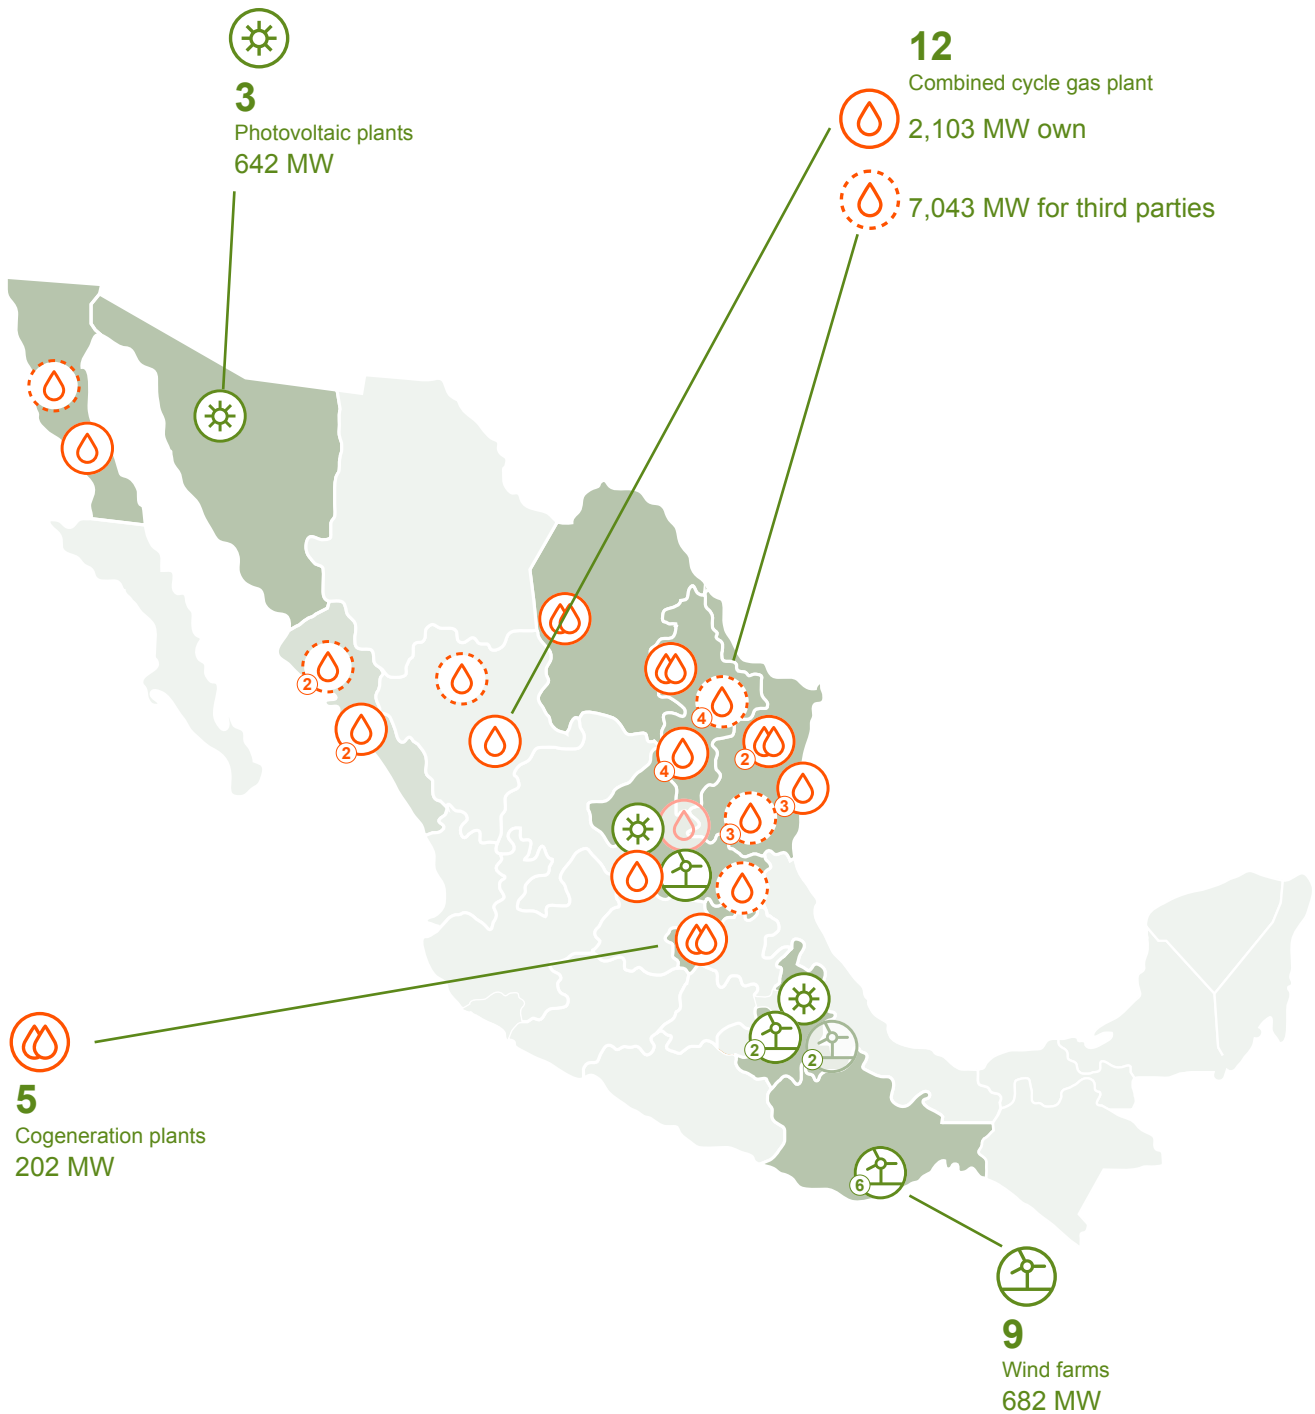 3
Photovoltaic plants
642 MW
12
Combined cycle gas plant
2,103 MW own
7,043 MW for third parties
2
2
4
4
2
3
3
2
2
6
5
Cogeneration plants
202 MW
9
Wind farms
682 MW